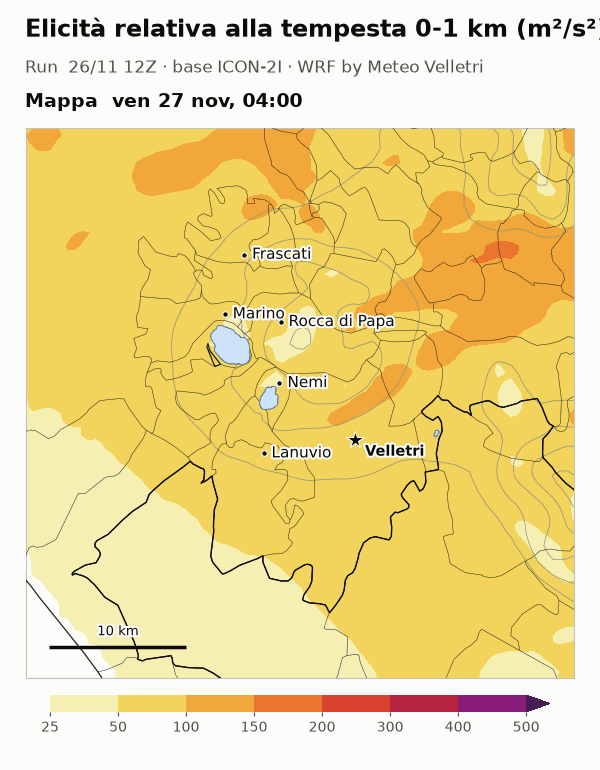 Elicità relativa alla tempesta 0-1 km (m²/s²)
Run  26/11 12Z · base ICON-2I · WRF by Meteo Velletri
Mappa  ven 27 nov, 04:00
Frascati
Marino
Rocca di Papa
Nemi
Velletri
Lanuvio
10 km
25 50 100 150 200 300 400 500